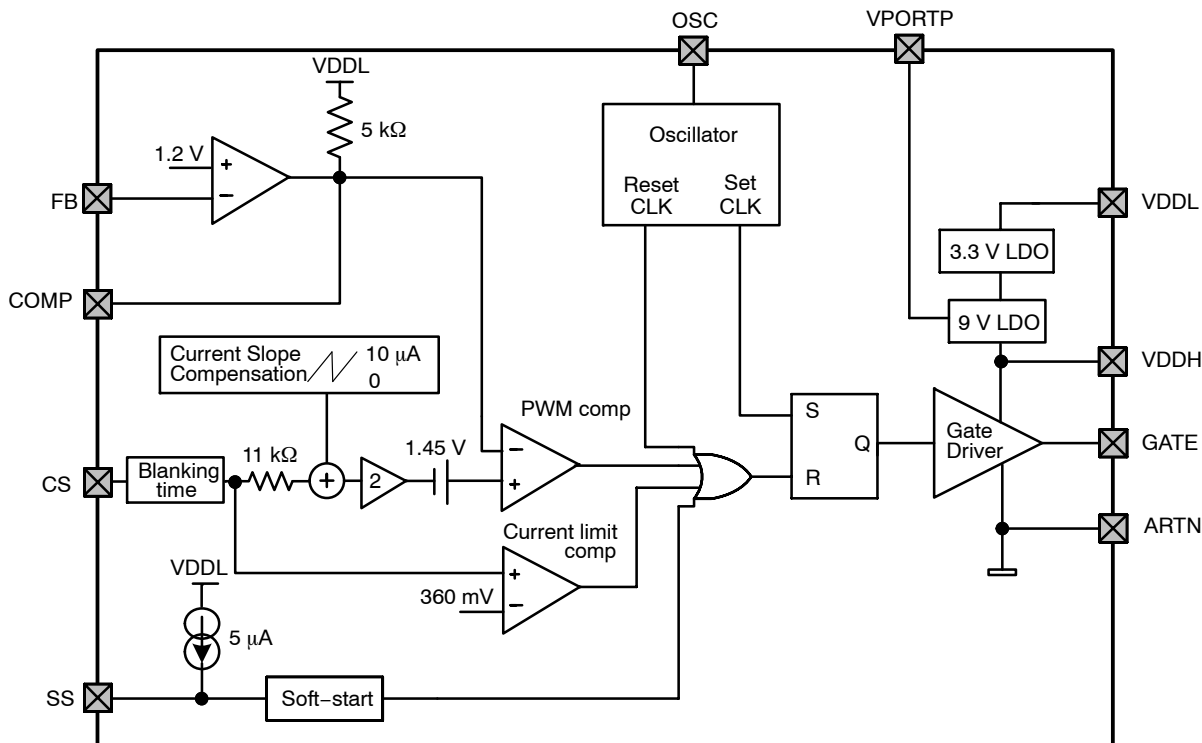 OSC
VPORTP
VDDL
5 kΩ
1.2 V
+
−
FB
COMP
Oscillator
Reset
CLK
Set
CLK
VDDL
3.3 V LDO
9 V LDO
VDDH
Current Slope
Compensation
10 μA
0
PWM comp
1.45 V
11 kΩ
CS
Blanking
time
+
2
−
+
S
R
Q
Gate
Driver
GATE
ARTN
Current limit
comp
+
−
360 mV
VDDL
5 μA
SS
Soft−start